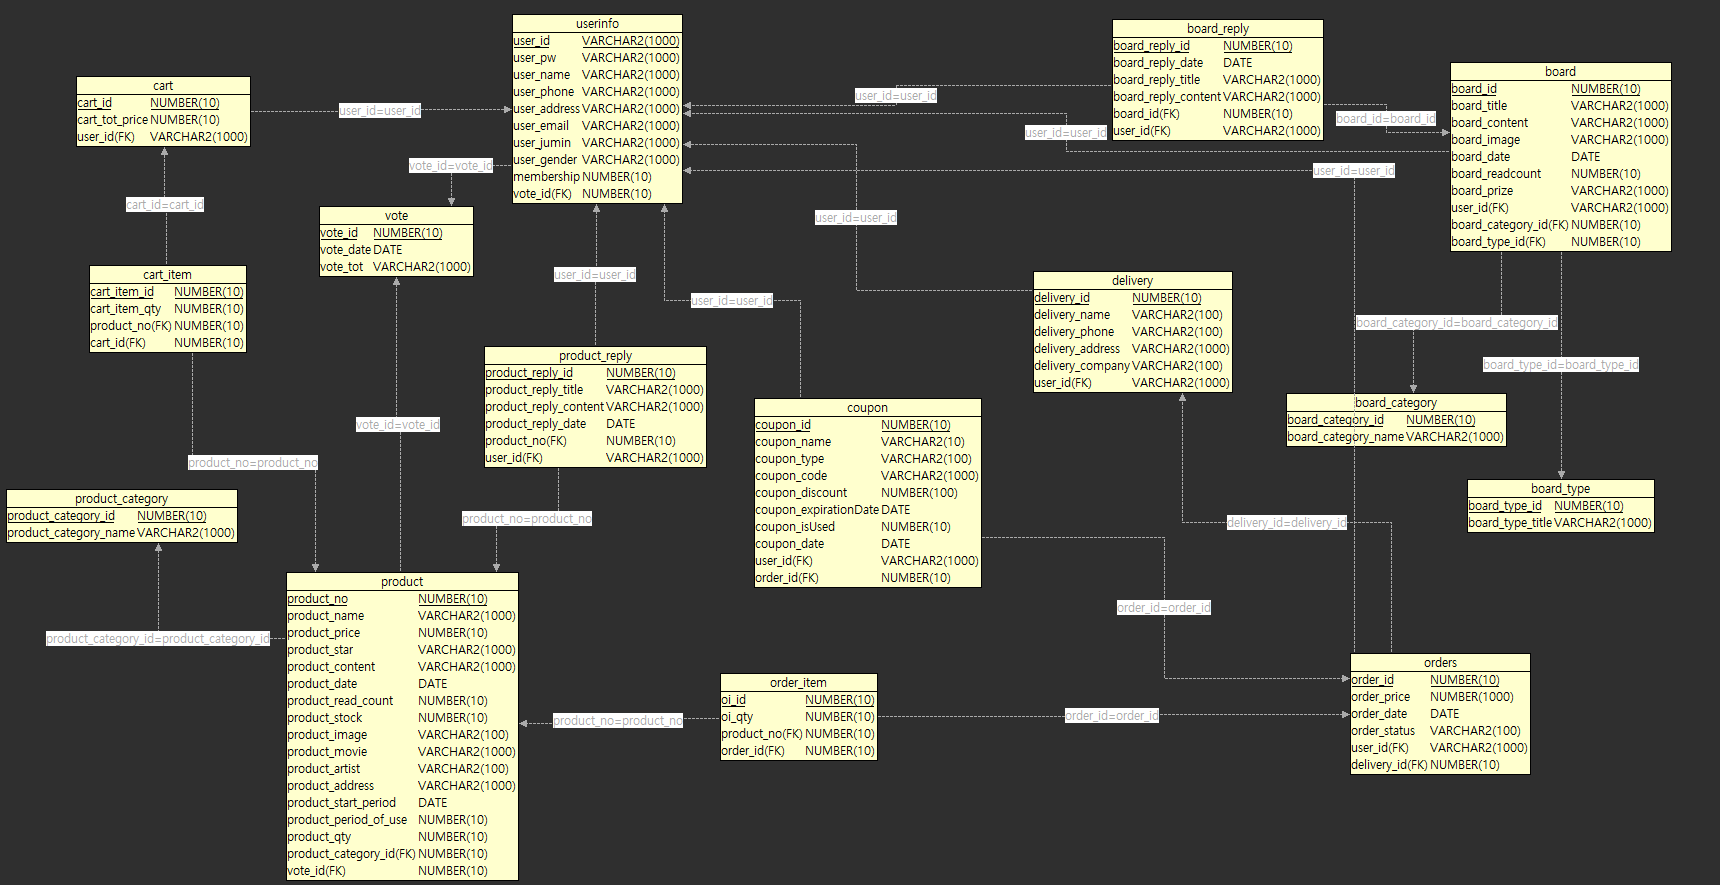 userinfo
user_id VARCHAR2(1000)
user_pw VARCHAR2(1000)
user_name VARCHAR2(1000)
user_phone VARCHAR2(1000)
user_address VARCHAR2(1000)
user_email VARCHAR2(1000)
user_jumin VARCHAR2(1000)
user_gender VARCHAR2(1000)
membership NUMBER(10)
vote_id(FK) NUMBER(10)
board_reply
board_reply_id NUMBER(10)
board_reply_date DATE
board_reply_title VARCHAR2(1000)
board_reply_content VARCHAR2(1000)
board_id(FK) NUMBER(10)
user_id(FK) VARCHAR2(1000)
board
board_id NUMBER(10)
board_title VARCHAR2(1000)
board_content VARCHAR2(1000)
board_image VARCHAR2(1000)
board_date DATE
board_readcount NUMBER(10)
board_prize VARCHAR2(1000)
user_id(FK) VARCHAR2(1000)
board_category_id(FK) NUMBER(10)
board_type_id(FK) NUMBER(10)
cart
cart_id NUMBER(10)
cart_tot_price NUMBER(10)
user_id(FK) VARCHAR2(1000)
user_id=user_id
user_id=user_id
user_id=user_id
board_id=board_id
vote_id=vote_id
user_id=user_id
cart_id=cart_id
user_id=user_id
vote
vote_id NUMBER(10)
vote_date DATE
vote_tot VARCHAR2(1000)
cart_item
cart_item_id NUMBER(10)
cart_item_qty NUMBER(10)
product_no(FK) NUMBER(10)
cart_id(FK) NUMBER(10)
user_id=user_id
user_id=user_id
delivery
delivery_id NUMBER(10)
delivery_name VARCHAR2(100)
delivery_phone VARCHAR2(100)
delivery_address VARCHAR2(1000)
delivery_company VARCHAR2(100)
user_id(FK) VARCHAR2(1000)
board_category_id=board_category_id
board_type_id=board_type_id
product_reply
product_reply_id NUMBER(10)
product_reply_title VARCHAR2(1000)
product_reply_content VARCHAR2(1000)
product_reply_date DATE
product_no(FK) NUMBER(10)
user_id(FK) VARCHAR2(1000)
coupon
coupon_id NUMBER(10)
coupon_name VARCHAR2(10)
coupon_type VARCHAR2(100)
coupon_code VARCHAR2(1000)
coupon_discount NUMBER(100)
coupon_expirationDate DATE
coupon_isUsed NUMBER(10)
coupon_date DATE
user_id(FK) VARCHAR2(1000)
order_id(FK) NUMBER(10)
board_category
board_category_id NUMBER(10)
board_category_name VARCHAR2(1000)
vote_id=vote_id
product_no=product_no
product_category
product_category_id NUMBER(10)
product_category_name VARCHAR2(1000)
board_type
board_type_id NUMBER(10)
board_type_title VARCHAR2(1000)
product_no=product_no
delivery_id=delivery_id
product
product_no NUMBER(10)
product_name VARCHAR2(1000)
product_price NUMBER(10)
product_star VARCHAR2(1000)
product_content VARCHAR2(1000)
product_date DATE
product_read_count NUMBER(10)
product_stock NUMBER(10)
product_image VARCHAR2(100)
product_movie VARCHAR2(1000)
product_artist VARCHAR2(100)
product_address VARCHAR2(1000)
product_start_period DATE
product_period_of_use NUMBER(10)
product_qty NUMBER(10)
product_category_id(FK) NUMBER(10)
vote_id(FK) NUMBER(10)
order_id=order_id
product_category_id=product_category_id
order_item
oi_id NUMBER(10)
oi_qty NUMBER(10)
product_no(FK) NUMBER(10)
order_id(FK) NUMBER(10)
orders
order_id NUMBER(10)
order_price NUMBER(1000)
order_date DATE
order_status VARCHAR2(100)
user_id(FK) VARCHAR2(1000)
delivery_id(FK) NUMBER(10)
product_no=product_no
order_id=order_id